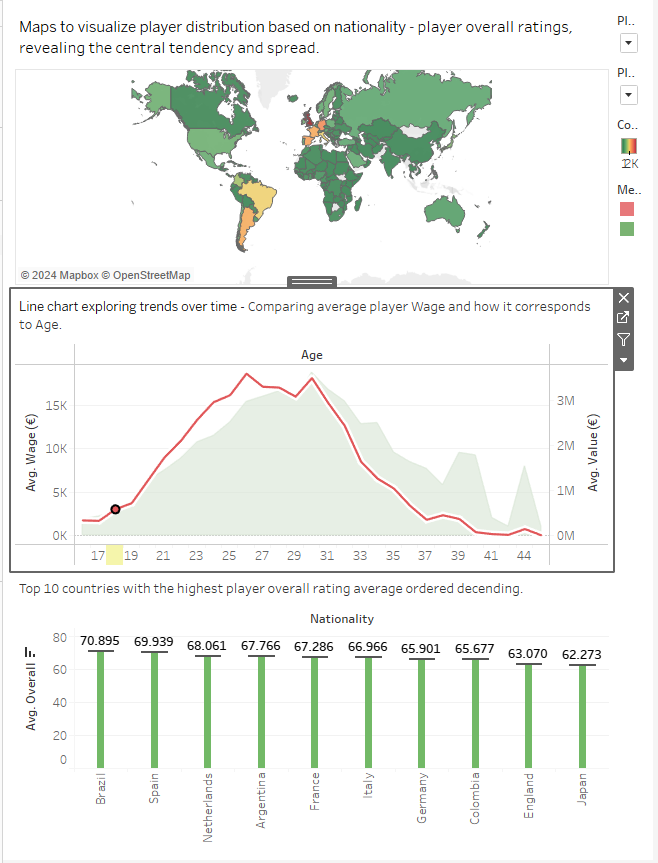 Maps to visualize player distribution based on nationality - player overall ratings,
revealing the central tendency and spread.
Pl..
Pl..
Co..
12K
Me..
© 2024 Mapbox © OpenStreetMap
Line chart exploring trends over time - Comparing average player Wage and how it corresponds
to Age.
Age
15K
10K
5K
0K
Avg. Wage (€)
3M
2M
1M
0M
Avg. Value (€)
17 19 21 23 25 27 29 31 33 35 37 39 41 44
Top 10 countries with the highest player overall rating average ordered decending.
Nationality
80
60
40
20
0
Avg. Overall
70.895 69.939 68.061 67.766 67.286 66.966 65.901 65.677 63.070 62.273
Brazil
Spain
Netherlands
Argentina
France
Italy
Germany
Colombia
England
Japan